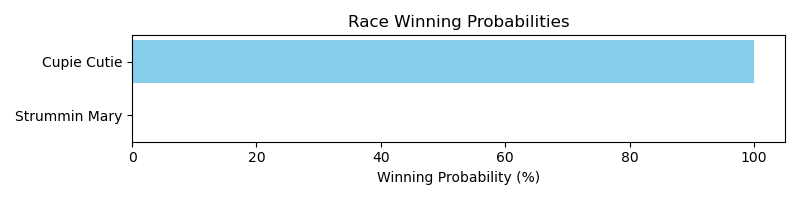 Race Winning Probabilities
Cupie Cutie
Strummin Mary
0 20 40 60 80 100
Winning Probability (%)